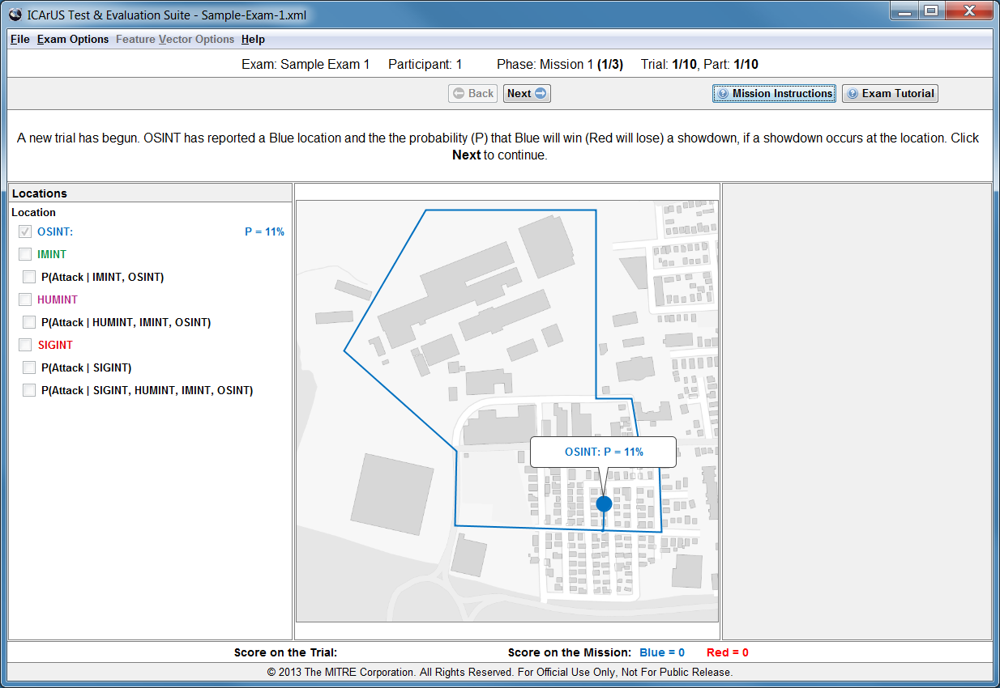 ICArUS Test & Evaluation Suite - Sample-Exam-1.xml
File Exam Options Feature Vector Options Help
Exam: Sample Exam 1 Participant: 1 Phase: Mission 1 (1/3) Trial: 1/10, Part: 1/10
Back Next Mission Instructions Exam Tutorial
A new trial has begun. OSINT has reported a Blue location and the the probability (P) that Blue will win (Red will lose) a showdown, if a showdown occurs at the location. Click
Next to continue.
Locations
Location
OSINT: P = 11%
IMINT
P(Attack | IMINT, OSINT)
HUMINT
P(Attack | HUMINT, IMINT, OSINT)
SIGINT
P(Attack | SIGINT)
P(Attack | SIGINT, HUMINT, IMINT, OSINT)
OSINT: P = 11%
Score on the Trial: Score on the Mission: Blue = 0 Red = 0
© 2013 The MITRE Corporation. All Rights Reserved. For Official Use Only, Not For Public Release.